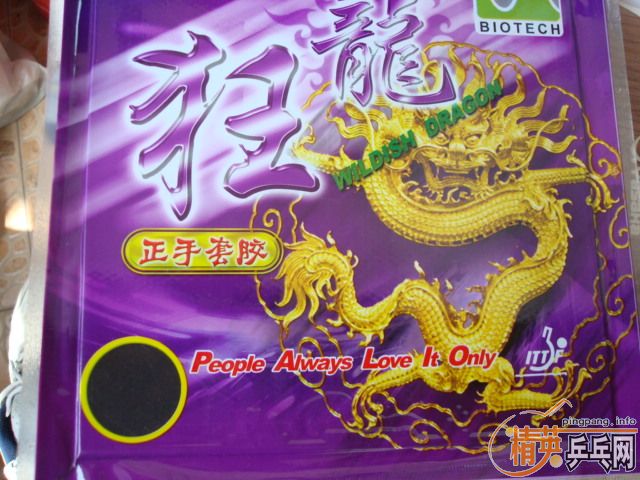 BIOTECH
狂龍
WILDISH DRAGON
正手套胶
People Always Love It Only
ITTF
pingpang.info
精英乒乓网